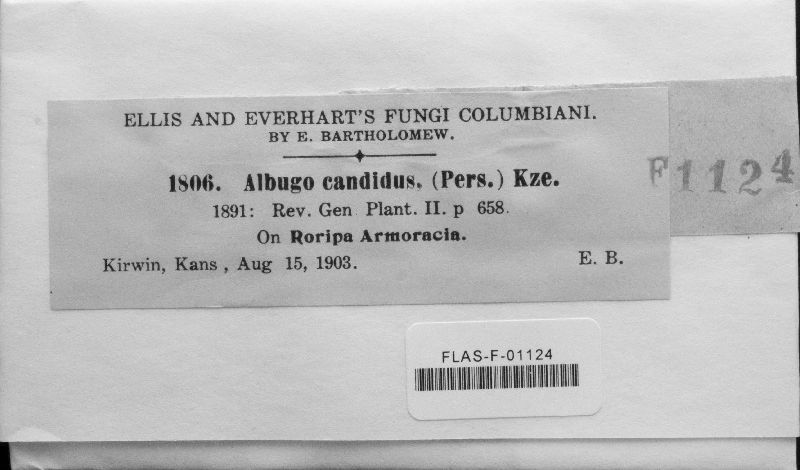 ELLIS AND EVERHART'S FUNGI COLUMBIANI.
BY E. BARTHOLOMEW.
1806. Albugo candidus, (Pers.) Kze.
1891: Rev. Gen Plant. II. p 658.
On Roripa Armoracia.
Kirwin, Kans , Aug 15, 1903. E. B.
F1124
FLAS-F-01124